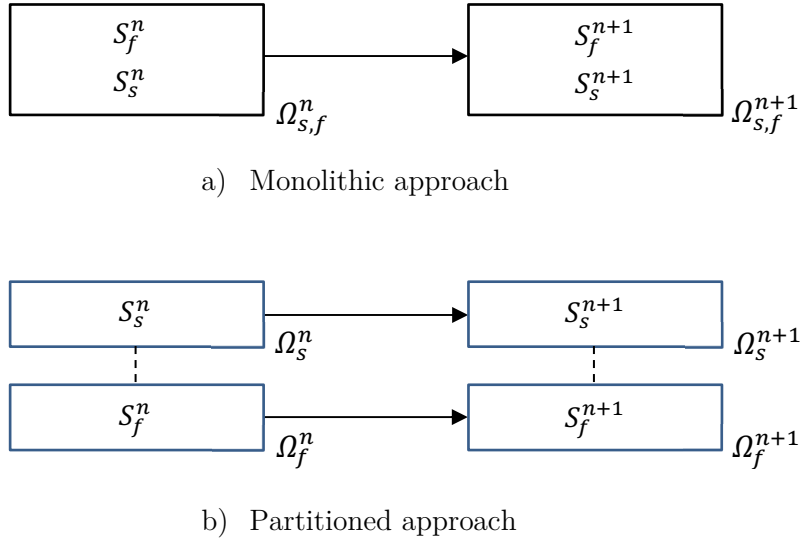 S_f^n S_f^{n+1}
S_s^n S_s^{n+1}
Ω_{s,f}^n Ω_{s,f}^{n+1}
a) Monolithic approach
S_s^n S_s^{n+1}
Ω_s^n Ω_s^{n+1}
S_f^n S_f^{n+1}
Ω_f^n Ω_f^{n+1}
b) Partitioned approach